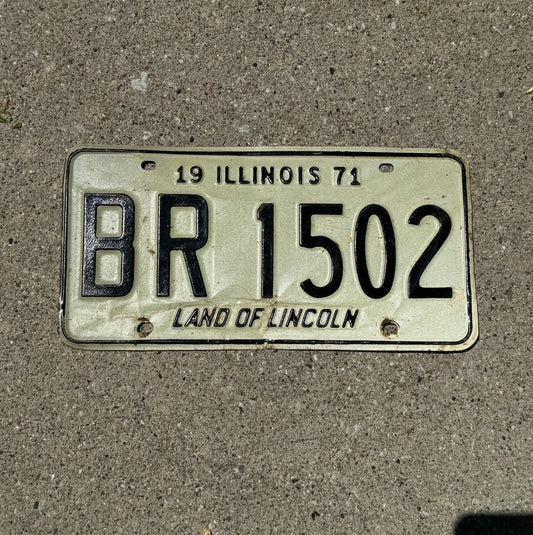 19 ILLINOIS 71
BR 1502
LAND OF LINCOLN